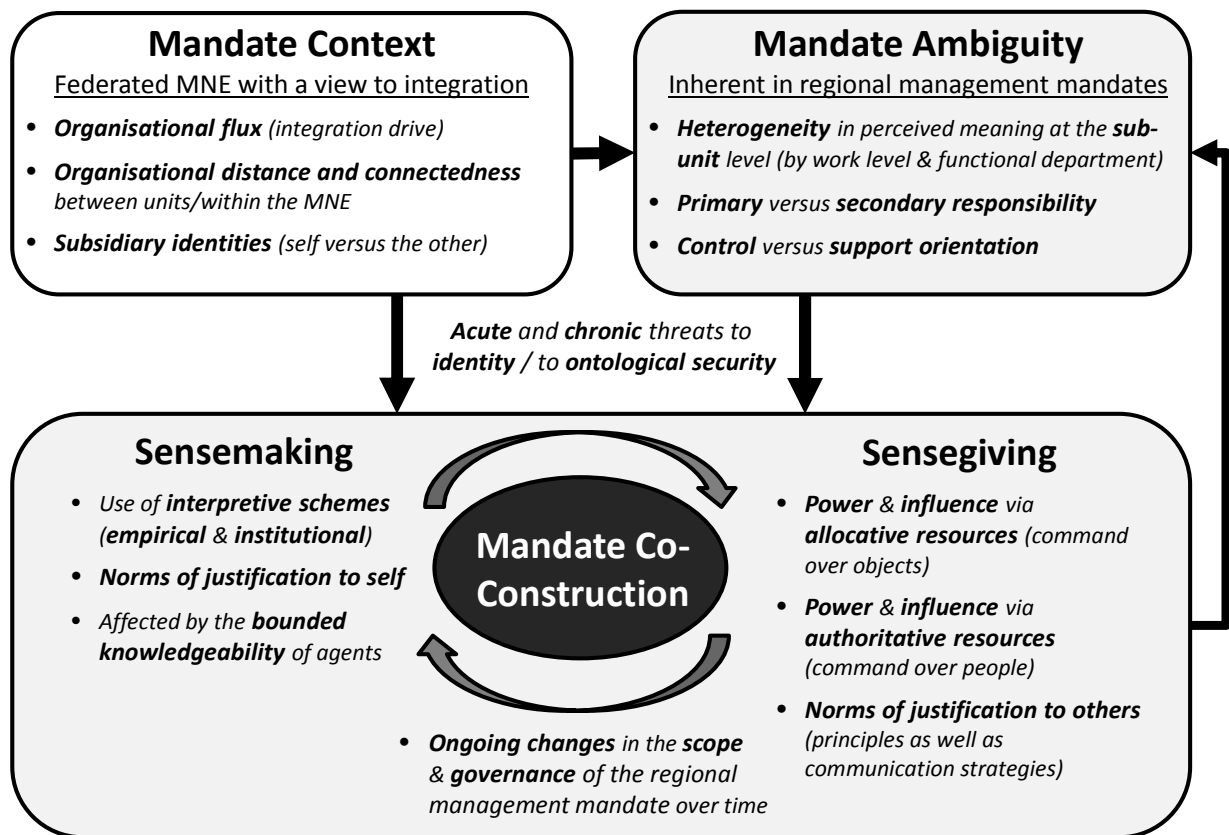 Mandate Context
Federated MNE with a view to integration
• Organisational flux (integration drive)
• Organisational distance and connectedness
between units/within the MNE
• Subsidiary identities (self versus the other)
Mandate Ambiguity
Inherent in regional management mandates
• Heterogeneity in perceived meaning at the sub-
unit level (by work level & functional department)
• Primary versus secondary responsibility
• Control versus support orientation
Acute and chronic threats to
identity / to ontological security
Sensemaking
• Use of interpretive schemes
(empirical & institutional)
• Norms of justification to self
• Affected by the bounded
knowledgeability of agents
Mandate Co-
Construction
• Ongoing changes in the scope
& governance of the regional
management mandate over time
Sensegiving
• Power & influence via
allocative resources (command
over objects)
• Power & influence via
authoritative resources
(command over people)
• Norms of justification to others
(principles as well as
communication strategies)